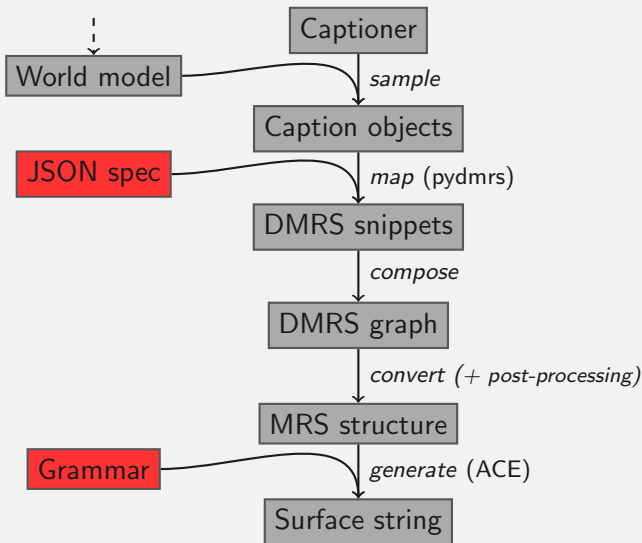 Captioner
World model
sample
Caption objects
JSON spec
map (pydmrs)
DMRS snippets
compose
DMRS graph
convert (+ post-processing)
MRS structure
Grammar
generate (ACE)
Surface string